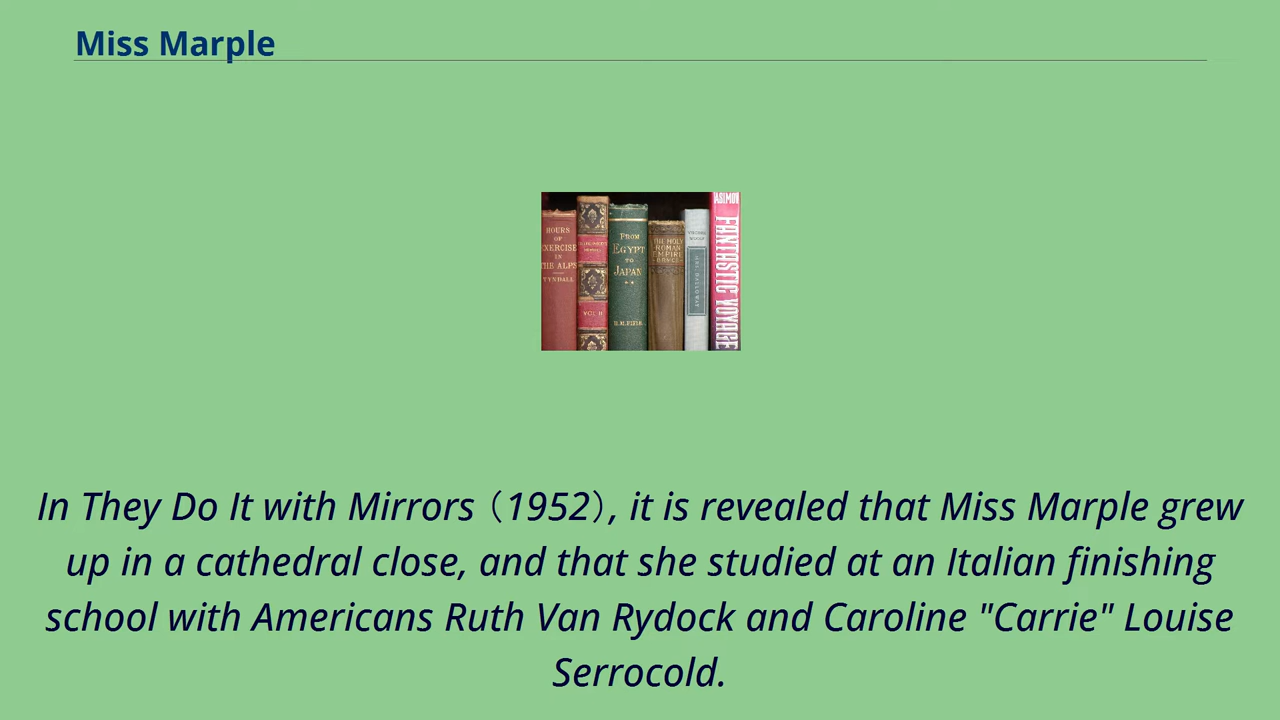 Miss Marple
HOURS
OF
EXERCISE
IN
THE ALPS
TYNDALL
VOL II
FROM
EGYPT
TO
JAPAN
THE HOLY
ROMAN
EMPIRE
BRYCE
ASIMOV
FANTASTIC VOYAGE
In They Do It with Mirrors (1952), it is revealed that Miss Marple grew
up in a cathedral close, and that she studied at an Italian finishing
school with Americans Ruth Van Rydock and Caroline "Carrie" Louise
Serrocold.